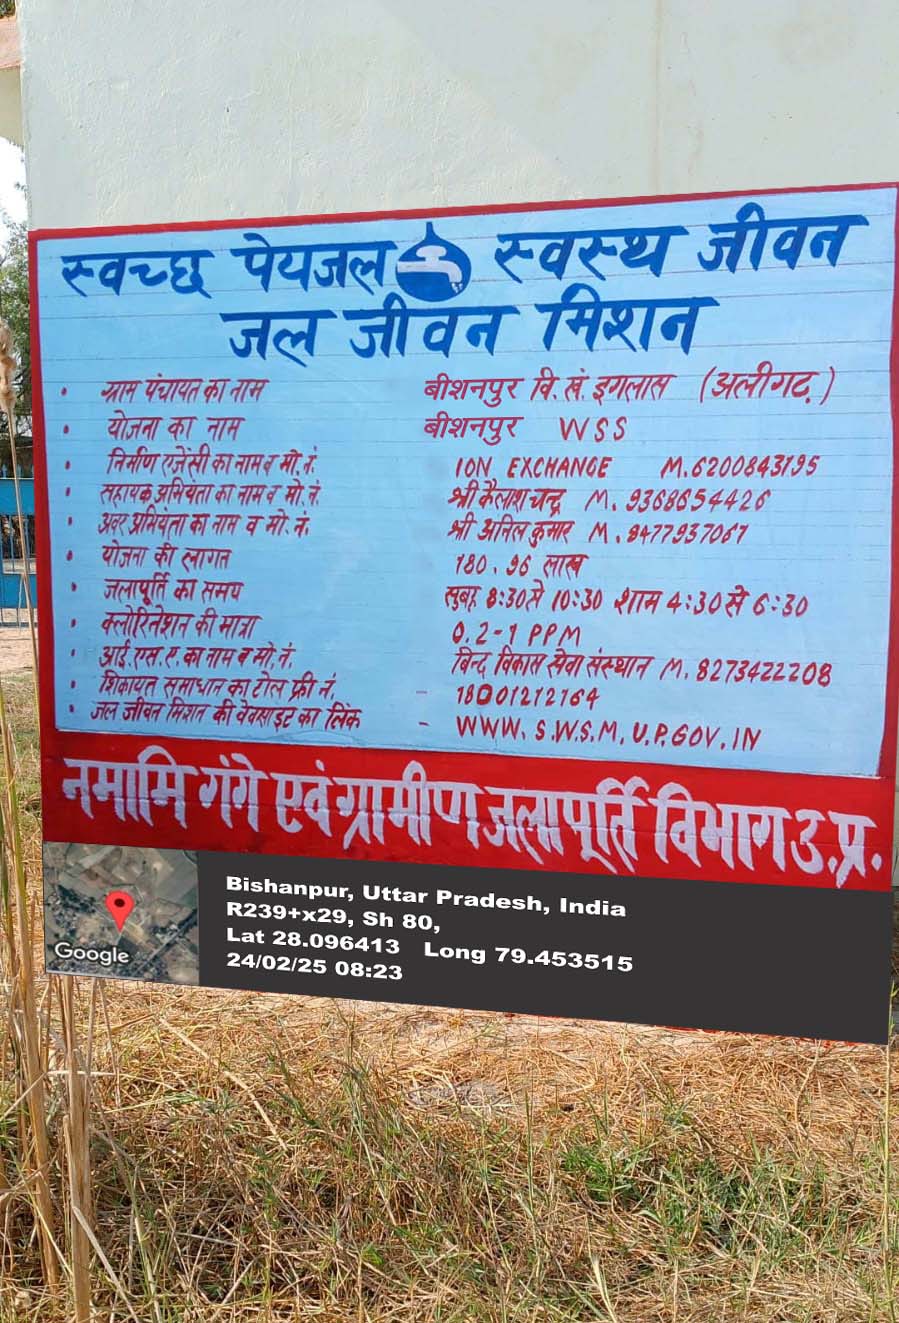 स्वच्छ पेयजल स्वस्थ जीवन
जल जीवन मिशन
• ग्राम पंचायत का नाम बीशनपुर वि.खं. इगलास (अलीगढ़)
• योजना का नाम बीशनपुर WSS
• निर्माण एजेंसी का नाम व मो.नं. ION EXCHANGE M.6200843195
• सहायक अभियंता का नाम व मो.नं. श्री कैलाश चन्द्र M.9368654426
• अवर अभियंता का नाम व मो.नं. श्री अनिल कुमार M.8477937067
• योजना की लागत 180.96 लाख
• जलापूर्ति का समय सुबह 8:30 से 10:30 शाम 4:30 से 6:30
• क्लोरिनेशन की मात्रा 0.2-1 PPM
• आई.एस.ए. का नाम व मो.नं. बिन्दु विकास सेवा संस्थान M.8273422208
• शिकायत समाधान का टोल फ्री नं. - 18001212164
• जल जीवन मिशन की वेबसाइट का लिंक - WWW.S.W.S.M.U.P.GOV.IN
नमामि गंगे एवं ग्रामीण जलापूर्ति विभाग उ.प्र.
Bishanpur, Uttar Pradesh, India
R239+x29, Sh 80,
Lat 28.096413 Long 79.453515
24/02/25 08:23
Google